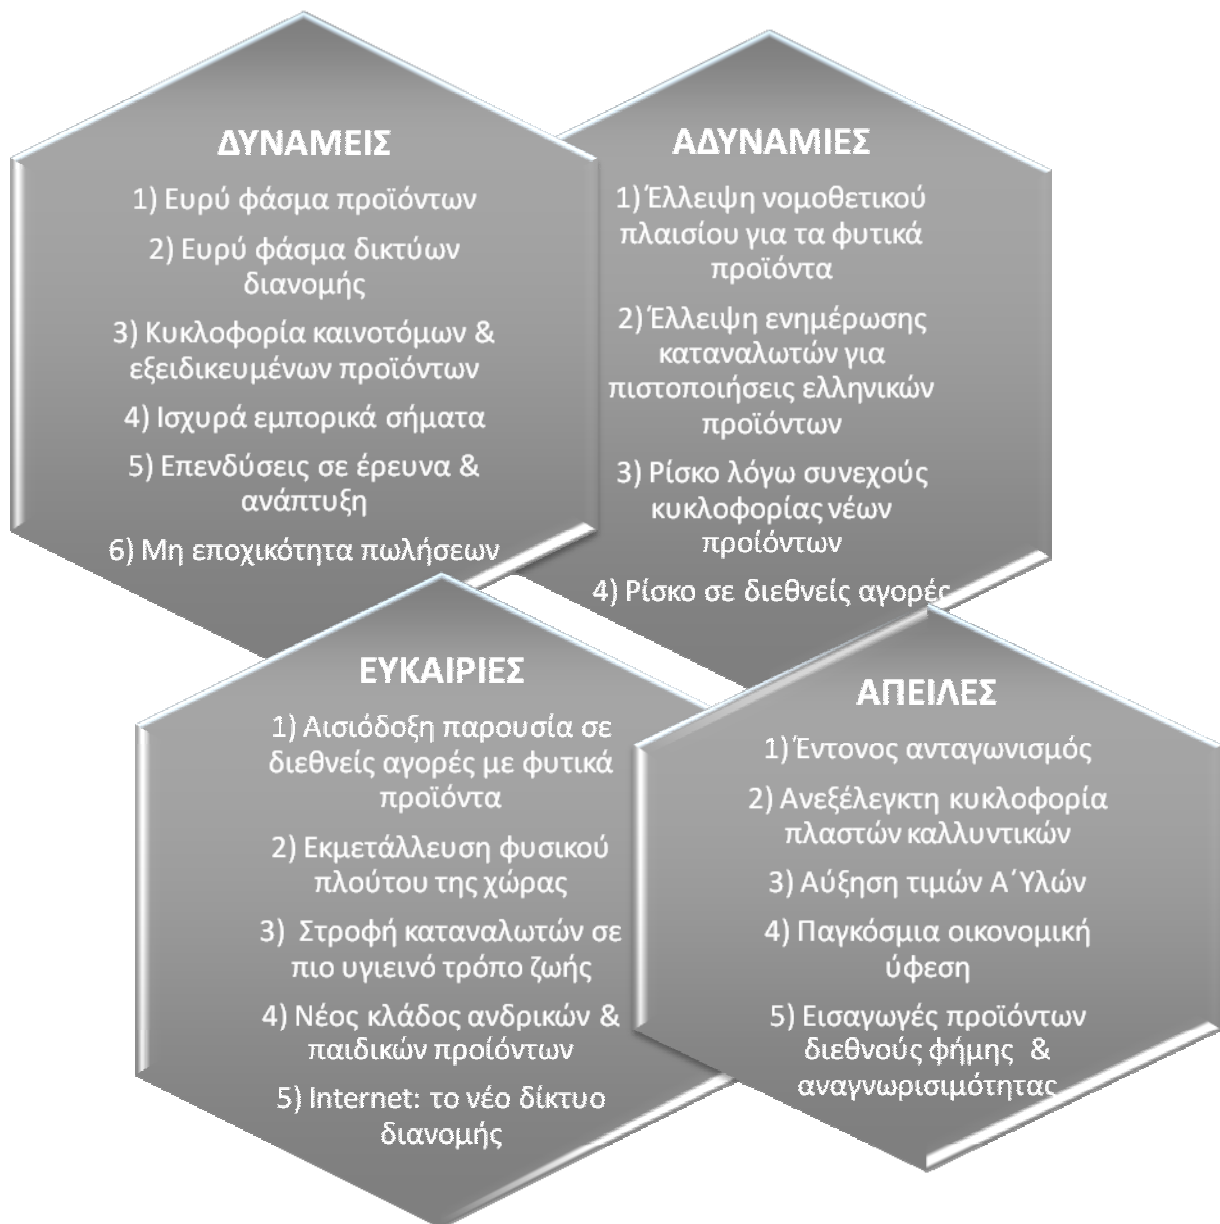 ΔΥΝΑΜΕΙΣ
1) Ευρύ φάσμα προϊόντων
2) Ευρύ φάσμα δικτύων
διανομής
3) Κυκλοφορία καινοτόμων &
εξειδικευμένων προϊόντων
4) Ισχυρά εμπορικά σήματα
5) Επενδύσεις σε έρευνα &
ανάπτυξη
6) Μη εποχικότητα πωλήσεων
ΑΔΥΝΑΜΙΕΣ
1) Έλλειψη νομοθετικού
πλαισίου για τα φυτικά
προϊόντα
2) Έλλειψη ενημέρωσης
καταναλωτών για
πιστοποιήσεις ελληνικών
προϊόντων
3) Ρίσκο λόγω συνεχούς
κυκλοφορίας νέων
προίόντων
4) Ρίσκο σε διεθνείς αγορές
ΕΥΚΑΙΡΙΕΣ
1) Αισιόδοξη παρουσία σε
διεθνείς αγορές με φυτικά
προϊόντα
2) Εκμετάλλευση φυσικού
πλούτου της χώρας
3) Στροφή καταναλωτών σε
πιο υγιεινό τρόπο ζωής
4) Νέος κλάδος ανδρικών &
παιδικών προίόντων
5) Internet: το νέο δίκτυο
διανομής
ΑΠΕΙΛΕΣ
1) Έντονος ανταγωνισμός
2) Ανεξέλεγκτη κυκλοφορία
πλαστών καλλυντικών
3) Αύξηση τιμών Α΄Υλών
4) Παγκόσμια οικονομική
ύφεση
5) Εισαγωγές προϊόντων
διεθνούς φήμης &
αναγνωρισιμότητας